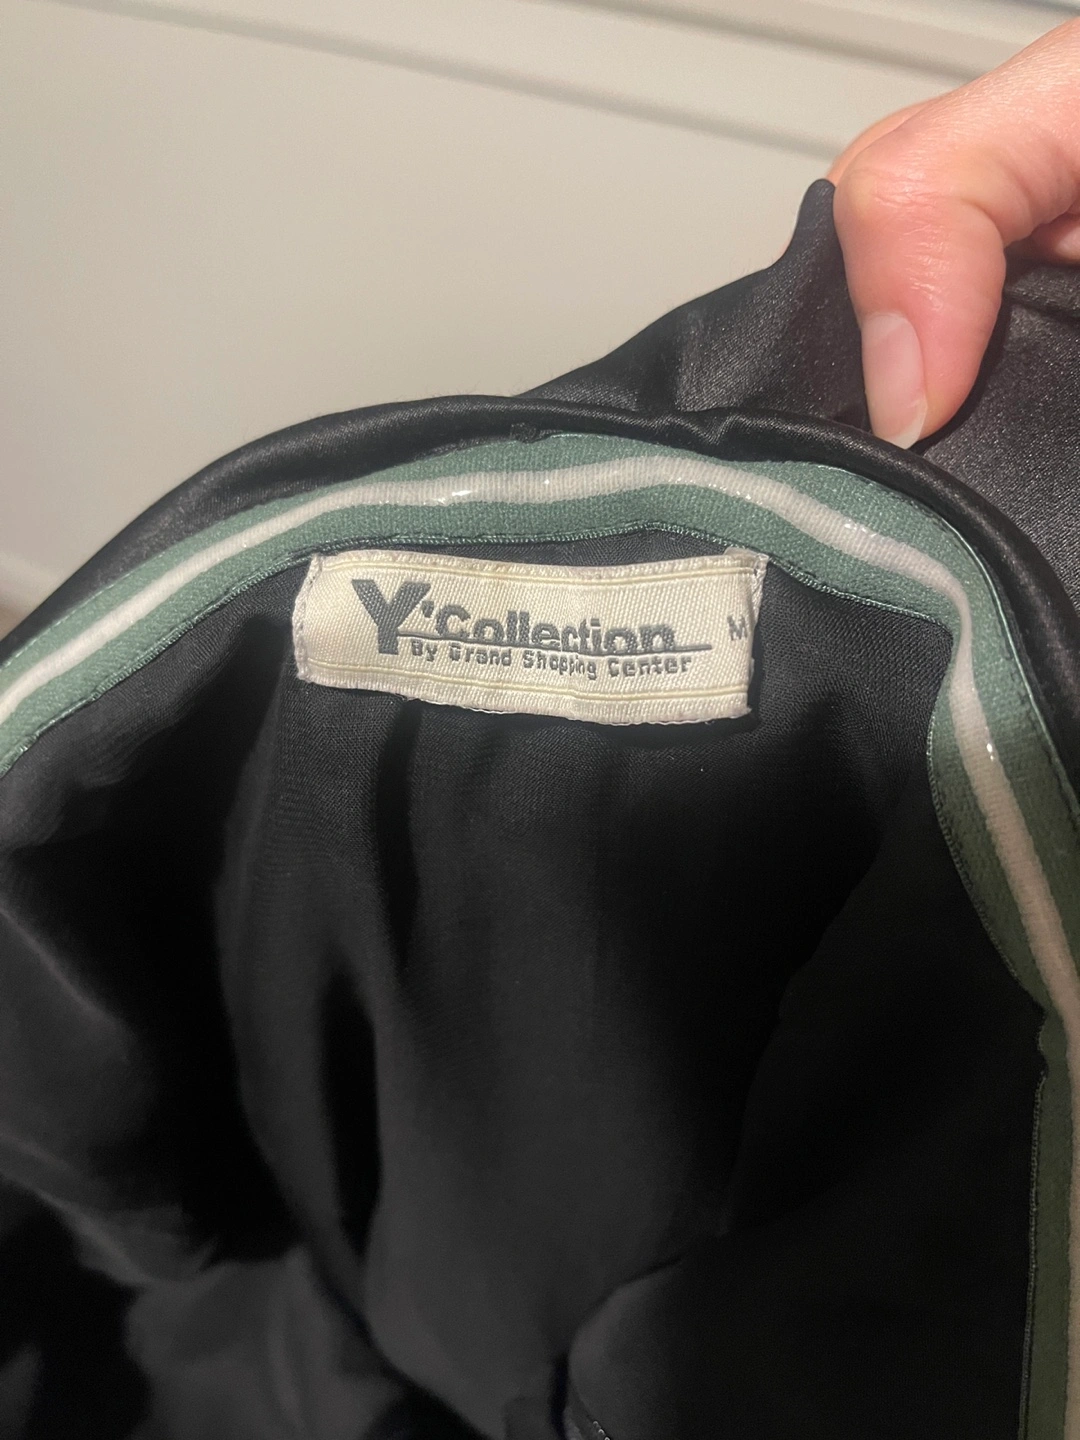 Y'Collection
By Grand Shopping Center
M